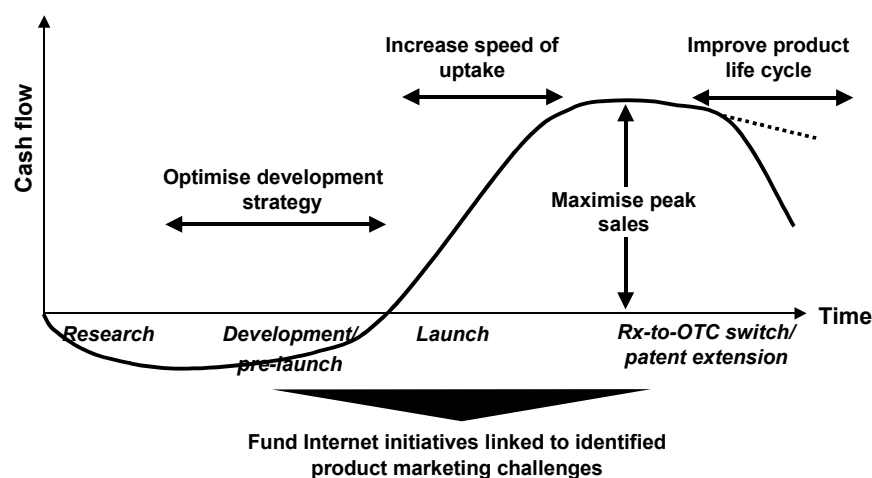 Increase speed of
uptake
Improve product
life cycle
Cash flow
Optimise development
strategy
Maximise peak
sales
Time
Research
Development/
pre-launch
Launch
Rx-to-OTC switch/
patent extension
Fund Internet initiatives linked to identified
product marketing challenges